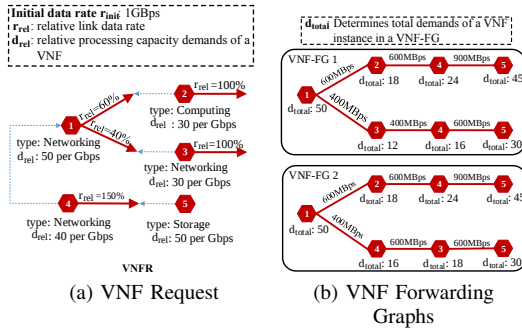 Initial data rate r_init: 1GBps
r_rel: relative link data rate
d_rel: relative processing capacity demands of a
VNF
1
r_rel=60%
r_rel=40%
type: Networking
d_rel: 50 per Gbps
2
r_rel=100%
type: Computing
d_rel : 30 per Gbps
3
r_rel=100%
type: Networking
d_rel: 30 per Gbps
4
r_rel=150%
type: Networking
d_rel: 40 per Gbps
5
type: Storage
d_rel: 50 per Gbps
VNFR
(a) VNF Request
d_total Determines total demands of a VNF
instance in a VNF-FG
VNF-FG 1
1
d_total: 50
600MBps
2
d_total: 18
600MBps
4
d_total: 24
900MBps
5
d_total: 45
400MBps
3
d_total: 12
400MBps
4
d_total: 16
600MBps
5
d_total: 30
VNF-FG 2
1
d_total: 50
600MBps
2
d_total: 18
600MBps
4
d_total: 24
900MBps
5
d_total: 45
400MBps
4
d_total: 16
600MBps
3
d_total: 18
600MBps
5
d_total: 30
(b) VNF Forwarding
Graphs